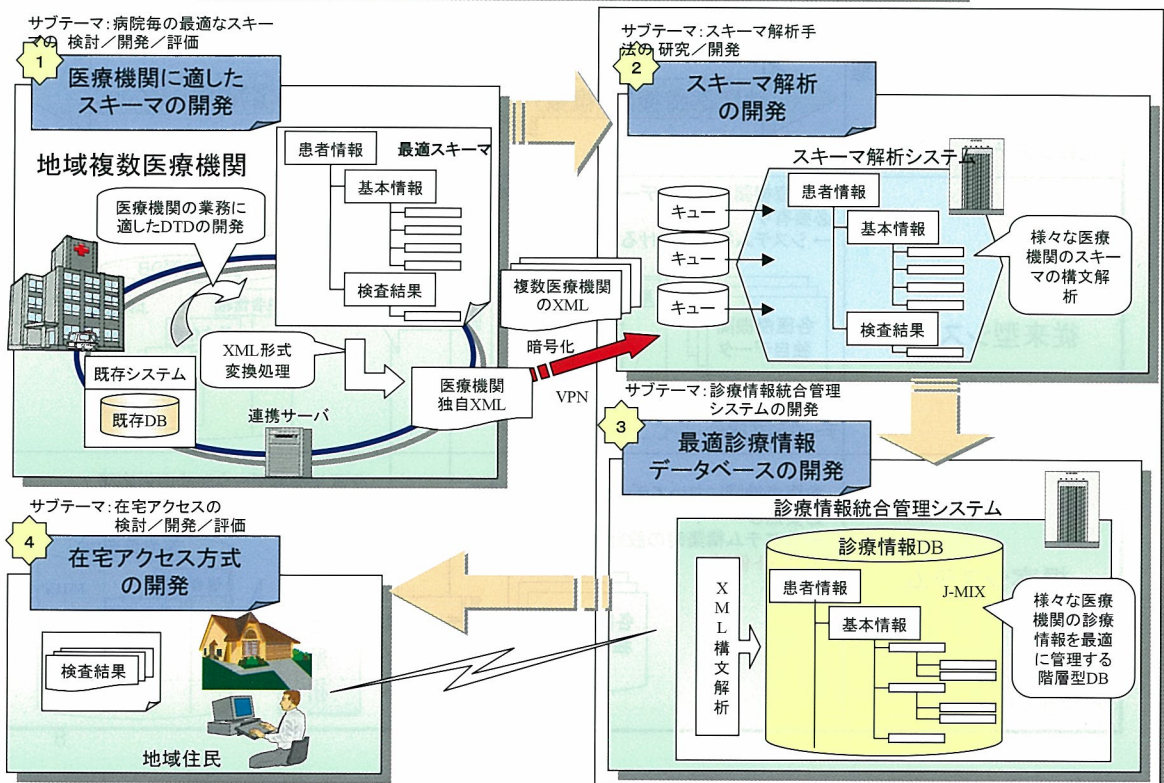 サブテーマ:病院毎の最適なスキー
マの 検討／開発／評価
1
医療機関に適した
スキーマの開発
地域複数医療機関
医療機関の業務に
適したDTDの開発
患者情報
最適スキーマ
基本情報
検査結果
既存システム
既存DB
XML形式
変換処理
連携サーバ
医療機関
独自XML
複数医療機関
のXML
暗号化
VPN
サブテーマ:スキーマ解析手
法の 研究／開発
2
スキーマ解析
の開発
スキーマ解析システム
キュー
キュー
キュー
患者情報
基本情報
検査結果
様々な医療
機関のスキー
マの構文解
析
サブテーマ:診療情報統合管理
システムの開発
3
最適診療情報
データベースの開発
診療情報統合管理システム
XML構文解析
診療情報DB
J-MIX
患者情報
基本情報
様々な医療
機関の診療
情報を最適
に管理する
階層型DB
サブテーマ:在宅アクセスの
検討／開発／評価
4
在宅アクセス方式
の開発
検査結果
地域住民